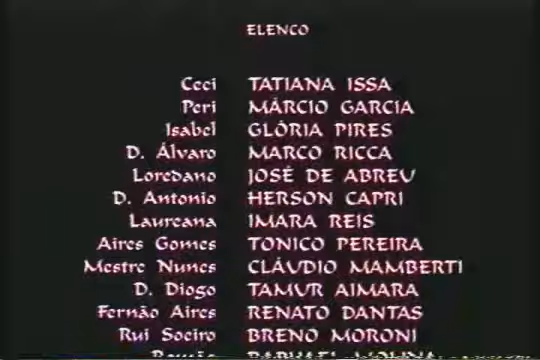 ELENCO
Ceci TATIANA ISSA
Peri MÁRCIO GARCIA
Isabel GLÓRIA PIRES
D. Álvaro MARCO RICCA
Loredano JOSÉ DE ABREU
D. Antonio HERSON CAPRI
Laureana IMARA REIS
Aires Gomes TONICO PEREIRA
Mestre Nunes CLÁUDIO MAMBERTI
D. Diogo TAMUR AIMARA
Fernão Aires RENATO DANTAS
Rui Soeiro BRENO MORONI